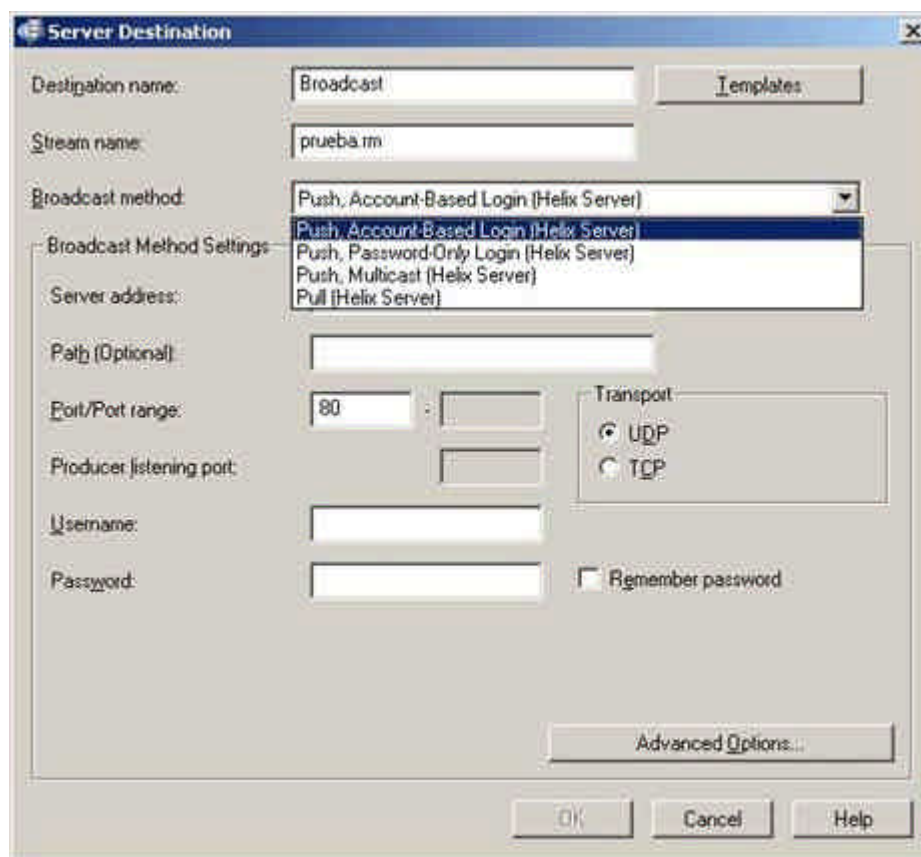 Server Destination
Destination name: Broadcast Templates
Stream name: prueba.rm
Broadcast method: Push, Account-Based Login (Helix Server)
Push, Account-Based Login (Helix Server)
Broadcast Method Settings Push, Password-Only Login (Helix Server)
Push, Multicast (Helix Server)
Server address: Pull (Helix Server)
Path (Optional):
Port/Port range: 80 - Transport
UDP
Producer listening port: TCP
Username:
Password: Remember password
Advanced Options...
OK Cancel Help